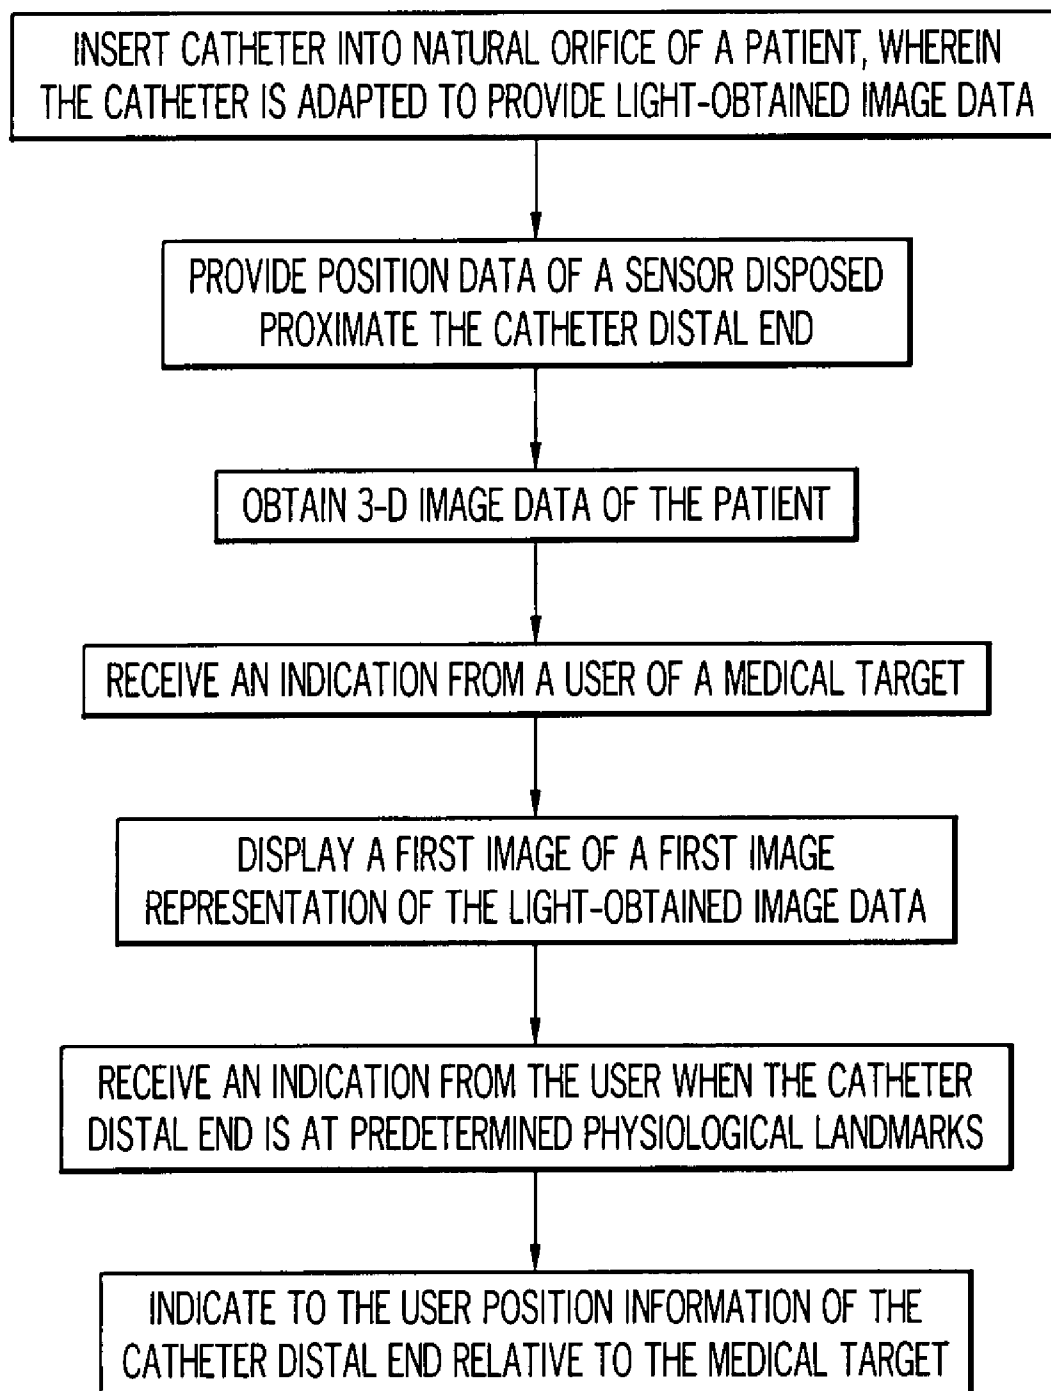 INSERT CATHETER INTO NATURAL ORIFICE OF A PATIENT, WHEREIN
THE CATHETER IS ADAPTED TO PROVIDE LIGHT-OBTAINED IMAGE DATA
PROVIDE POSITION DATA OF A SENSOR DISPOSED
PROXIMATE THE CATHETER DISTAL END
OBTAIN 3-D IMAGE DATA OF THE PATIENT
RECEIVE AN INDICATION FROM A USER OF A MEDICAL TARGET
DISPLAY A FIRST IMAGE OF A FIRST IMAGE
REPRESENTATION OF THE LIGHT-OBTAINED IMAGE DATA
RECEIVE AN INDICATION FROM THE USER WHEN THE CATHETER
DISTAL END IS AT PREDETERMINED PHYSIOLOGICAL LANDMARKS
INDICATE TO THE USER POSITION INFORMATION OF THE
CATHETER DISTAL END RELATIVE TO THE MEDICAL TARGET